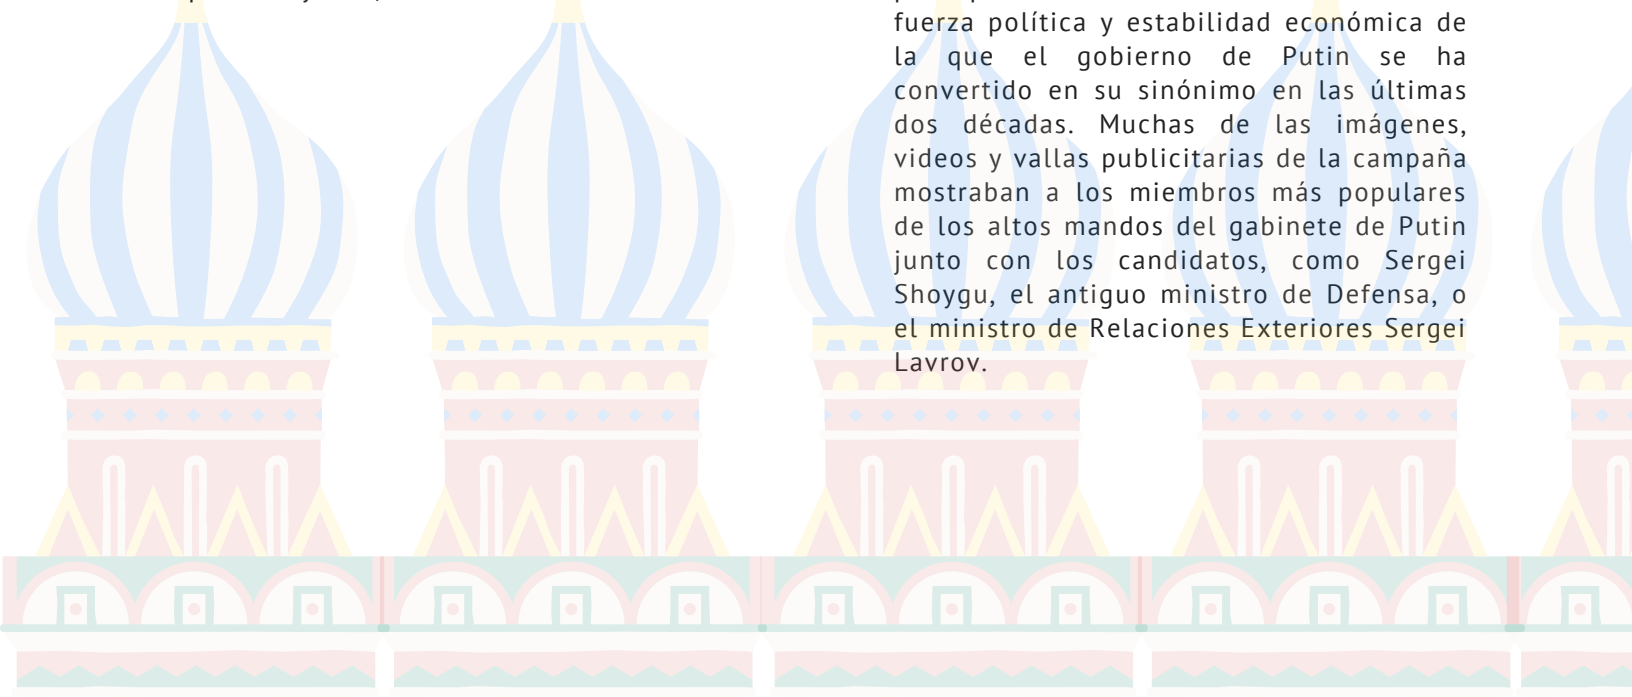 fuerza política y estabilidad económica de
la que el gobierno de Putin se ha
convertido en su sinónimo en las últimas
dos décadas. Muchas de las imágenes,
videos y vallas publicitarias de la campaña
mostraban a los miembros más populares
de los altos mandos del gabinete de Putin
junto con los candidatos, como Sergei
Shoygu, el antiguo ministro de Defensa, o
el ministro de Relaciones Exteriores Sergei
Lavrov.